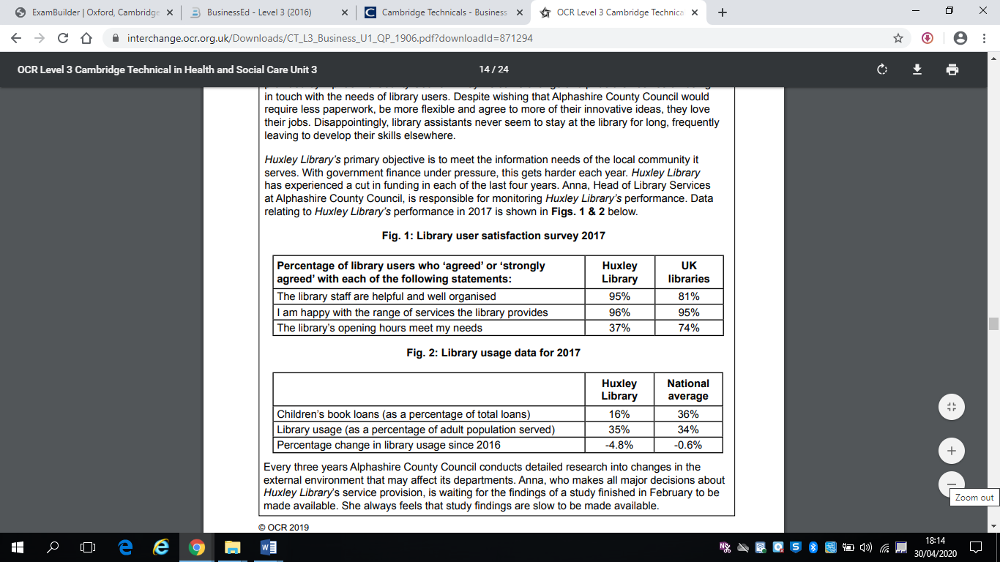 ExamBuilder | Oxford, Cambridge
BusinessEd - Level 3 (2016)
Cambridge Technicals - Business
OCR Level 3 Cambridge Technica
interchange.ocr.org.uk/Downloads/CT_L3_Business_U1_QP_1906.pdf?downloadId=871294
OCR Level 3 Cambridge Technical in Health and Social Care Unit 3
14 / 24
in touch with the needs of library users. Despite wishing that Alphashire County Council would
require less paperwork, be more flexible and agree to more of their innovative ideas, they love
their jobs. Disappointingly, library assistants never seem to stay at the library for long, frequently
leaving to develop their skills elsewhere.
Huxley Library's primary objective is to meet the information needs of the local community it
serves. With government finance under pressure, this gets harder each year. Huxley Library
has experienced a cut in funding in each of the last four years. Anna, Head of Library Services
at Alphashire County Council, is responsible for monitoring Huxley Library's performance. Data
relating to Huxley Library's performance in 2017 is shown in Figs. 1 & 2 below.
Fig. 1: Library user satisfaction survey 2017
Percentage of library users who 'agreed' or 'strongly
agreed' with each of the following statements:
Huxley
Library
UK
libraries
The library staff are helpful and well organised 95% 81%
I am happy with the range of services the library provides 96% 95%
The library's opening hours meet my needs 37% 74%
Fig. 2: Library usage data for 2017
Huxley
Library
National
average
Children's book loans (as a percentage of total loans) 16% 36%
Library usage (as a percentage of adult population served) 35% 34%
Percentage change in library usage since 2016 -4.8% -0.6%
Every three years Alphashire County Council conducts detailed research into changes in the
external environment that may affect its departments. Anna, who makes all major decisions about
Huxley Library's service provision, is waiting for the findings of a study finished in February to be
made available. She always feels that study findings are slow to be made available.
© OCR 2019
Zoom out
18:14
30/04/2020